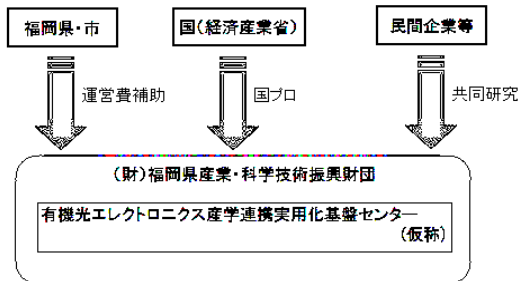 福岡県・市
国(経済産業省)
民間企業等
運営費補助
国プロ
共同研究
(財)福岡県産業・科学技術振興財団
有機光エレクトロニクス産学連携実用化基盤センター
(仮称)